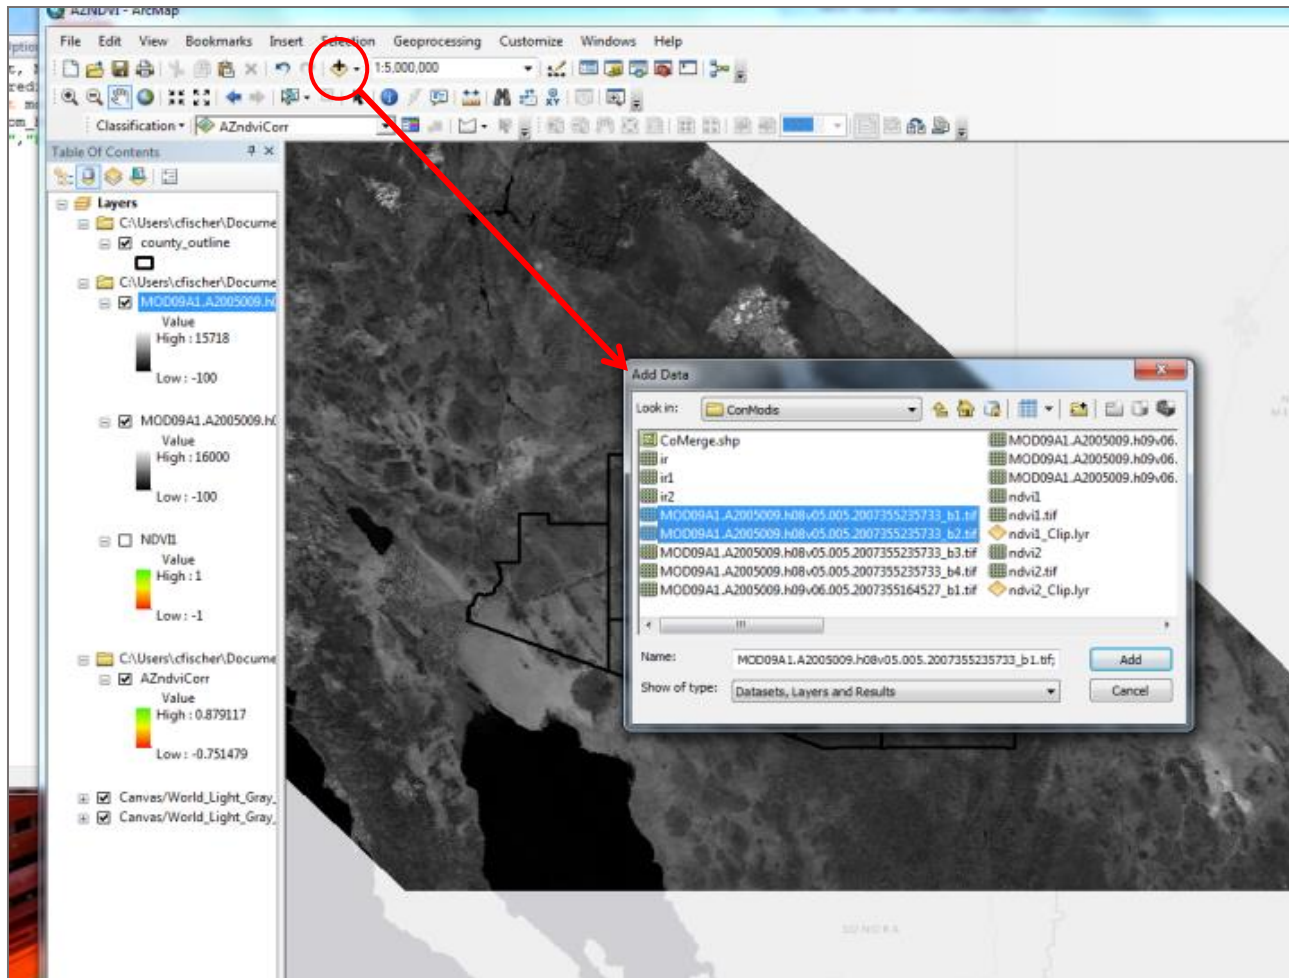 AZNDVI - ArcMap
File Edit View Bookmarks Insert Selection Geoprocessing Customize Windows Help
1:5,000,000
Classification AZndviCorr
Table Of Contents
Layers
C:\Users\cfischer\Docume
county_outline
C:\Users\cfischer\Docume
MOD09A1.A2005009.h0
Value
High : 15718
Low : -100
MOD09A1.A2005009.h0
Value
High : 16000
Low : -100
NDVI1
Value
High : 1
Low : -1
C:\Users\cfischer\Docume
AZndviCorr
Value
High : 0.879117
Low : -0.751479
Canvas/World_Light_Gray_
Canvas/World_Light_Gray_
Add Data
Look in: ConModis
CoMerge.shp
ir
ir1
ir2
MOD09A1.A2005009.h08v05.005.2007355235733_b1.tif
MOD09A1.A2005009.h08v05.005.2007355235733_b2.tif
MOD09A1.A2005009.h08v05.005.2007355235733_b3.tif
MOD09A1.A2005009.h08v05.005.2007355235733_b4.tif
MOD09A1.A2005009.h09v06.005.2007355164527_b1.tif
MOD09A1.A2005009.h09v06.
MOD09A1.A2005009.h09v06.
MOD09A1.A2005009.h09v06.
ndvi1
ndvi1.tif
ndvi1_Clip.lyr
ndvi2
ndvi2.tif
ndvi2_Clip.lyr
Name: MOD09A1.A2005009.h08v05.005.2007355235733_b1.tif;
Add
Show of type: Datasets, Layers and Results
Cancel
SONORA